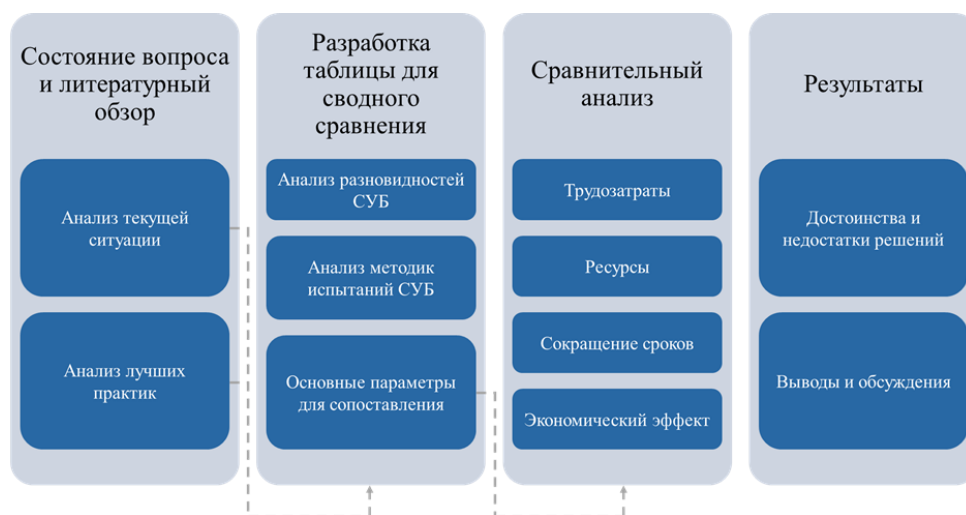 Состояние вопроса
и литературный
обзор
Анализ текущей
ситуации
Анализ лучших
практик
Разработка
таблицы для
сводного
сравнения
Анализ разновидностей
СУБ
Анализ методик
испытаний СУБ
Основные параметры
для сопоставления
Сравнительный
анализ
Трудозатраты
Ресурсы
Сокращение сроков
Экономический эффект
Результаты
Достоинства и
недостатки решений
Выводы и обсуждения